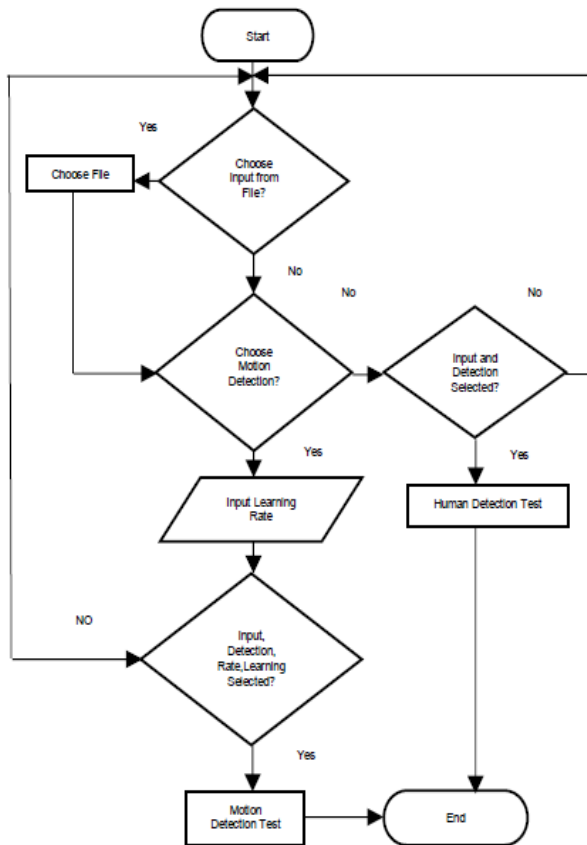 Start
Yes
Choose
Input from
File?
Choose File
No
No
No
Choose
Motion
Detection?
Input and
Detection
Selected?
Yes
Yes
Input Learning
Rate
Human Detection Test
NO
Input,
Detection,
Rate,Learning
Selected?
Yes
Motion
Detection Test
End